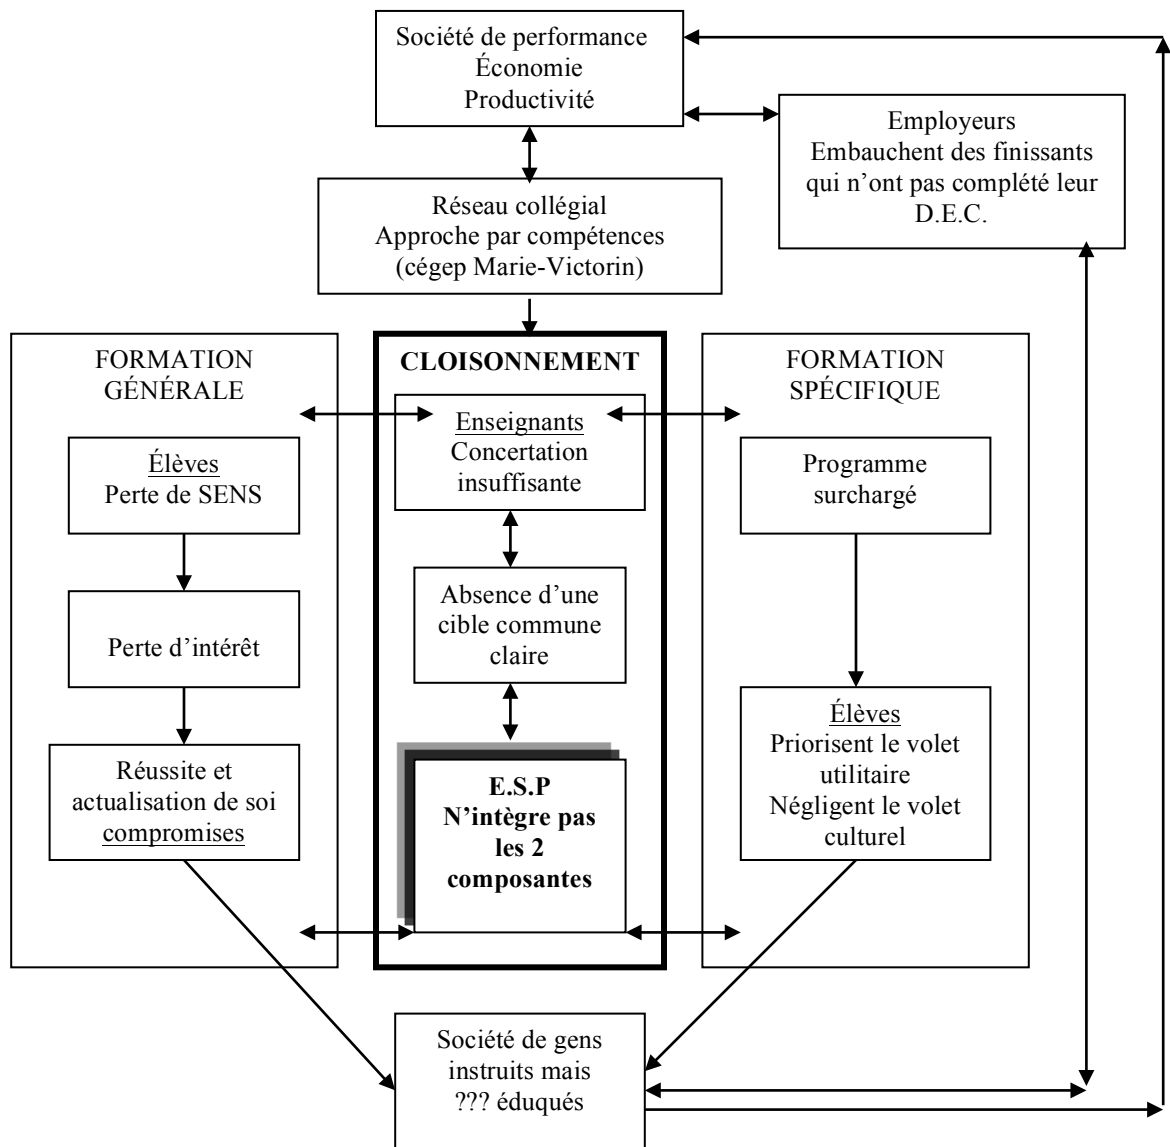 Société de performance
Économie
Productivité
Employeurs
Embauchent des finissants
qui n’ont pas complété leur
D.E.C.
Réseau collégial
Approche par compétences
(cégep Marie-Victorin)
FORMATION
GÉNÉRALE
Élèves
Perte de SENS
Perte d’intérêt
Réussite et
actualisation de soi
compromises
CLOISONNEMENT
Enseignants
Concertation
insuffisante
Absence d’une
cible commune
claire
E.S.P
N’intègre pas
les 2
composantes
FORMATION
SPÉCIFIQUE
Programme
surchargé
Élèves
Priorisent le volet
utilitaire
Négligent le volet
culturel
Société de gens
instruits mais
??? éduqués